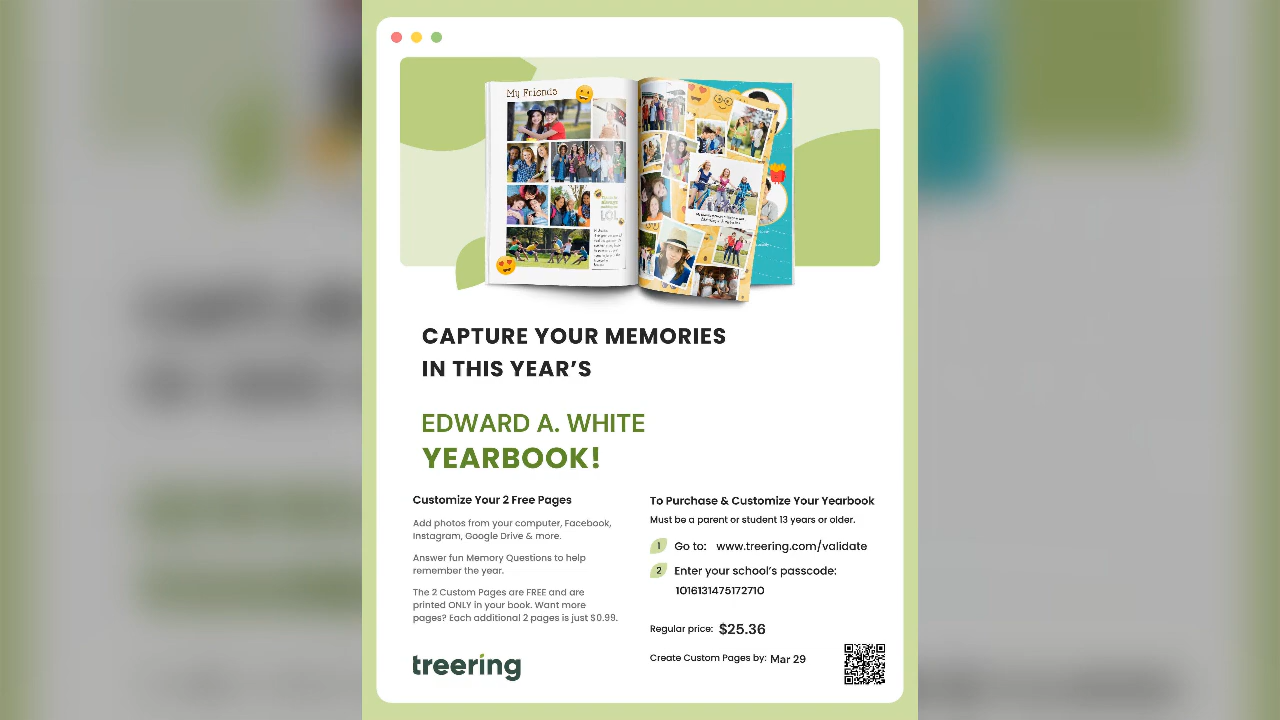 My Friends
LOL
CAPTURE YOUR MEMORIES
IN THIS YEAR'S
EDWARD A. WHITE
YEARBOOK!
Customize Your 2 Free Pages
Add photos from your computer, Facebook,
Instagram, Google Drive & more.
Answer fun Memory Questions to help
remember the year.
The 2 Custom Pages are FREE and are
printed ONLY in your book. Want more
pages? Each additional 2 pages is just $0.99.
treering
To Purchase & Customize Your Yearbook
Must be a parent or student 13 years or older.
1 Go to: www.treering.com/validate
2 Enter your school's passcode:
1016131475172710
Regular price: $25.36
Create Custom Pages by: Mar 29